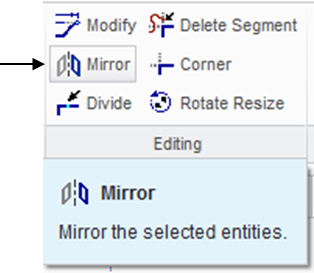 Modify Delete Segment
Mirror Corner
Divide Rotate Resize
Editing
Mirror
Mirror the selected entities.